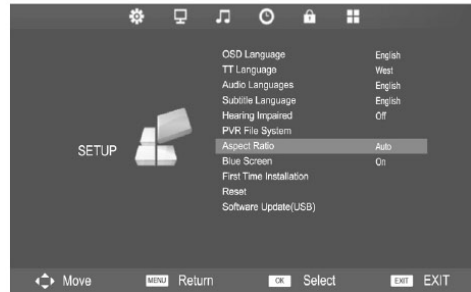 OSD Language English
TT Language West
Audio Languages English
Subtitle Language English
Hearing Impaired Off
PVR File System
SETUP
Aspect Ratio Auto
Blue Screen On
First Time Installation
Reset
Software Update(USB)
Move MENU Return OK Select EXIT EXIT